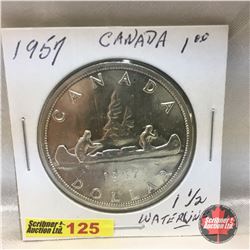 1957 CANADA 1.00
CANADA
1957
DOLLAR
1 1/2
WATERLINE
Scribner
Auction Ltd. 125